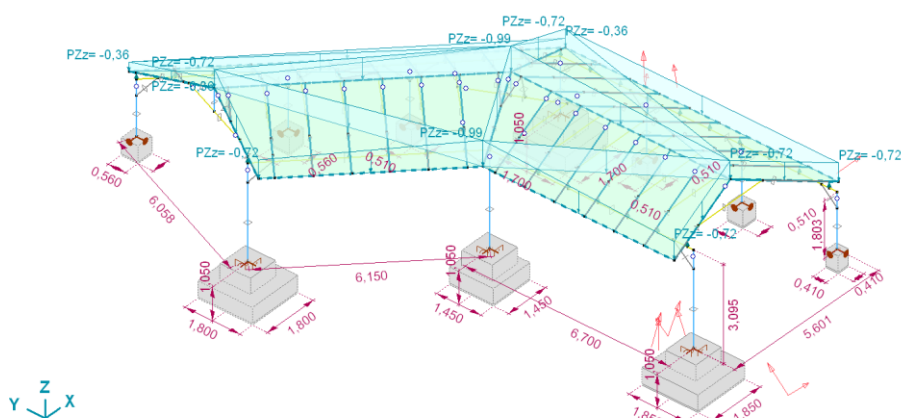 PZz= -0,72
PZz= -0,36
PZz= -0,99
PZz= -0,36
PZz= -0,72
PZz= -0,36
1,050
PZz= -0,99
PZz= -0,72
PZz= -0,72
PZz= -0,72
0,560
0,510
1,700
1,700
0,510
0,510
0,560
6,058
0,510
PZz= -0,72
1,803
1,050
6,150
1,050
3,095
0,410
0,410
1,800
1,800
1,450
1,450
6,700
5,601
1,050
1,850
Z
Y
X